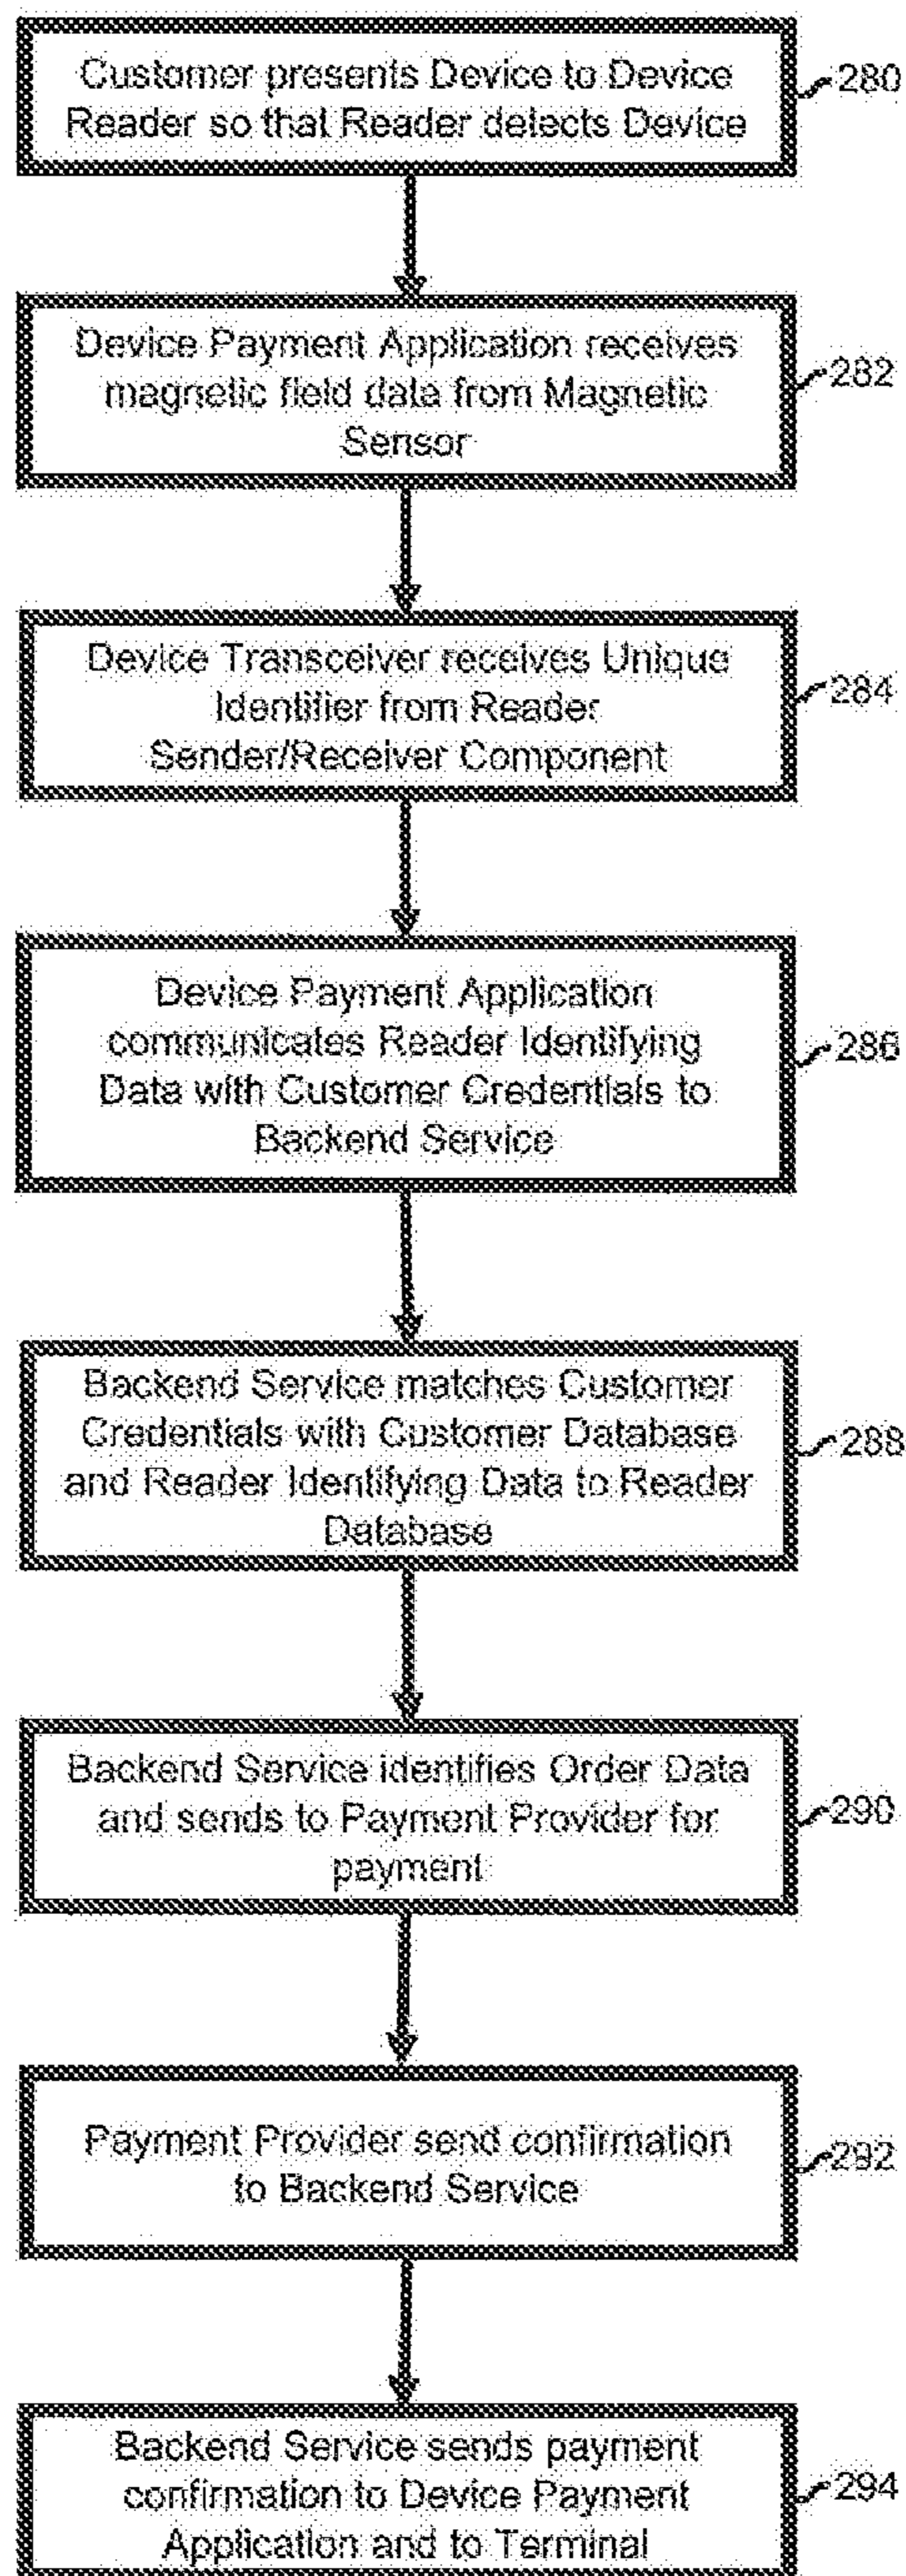 Customer presents Device to Device
Reader so that Reader detects Device
280
Device Payment Application receives
magnetic field data from Magnetic
Sensor
282
Device Transceiver receives Unique
Identifier from Reader
Sender/Receiver Component
284
Device Payment Application
communicates Reader Identifying
Data with Customer Credentials to
Backend Service
286
Backend Service matches Customer
Credentials with Customer Database
and Reader Identifying Data to Reader
Database
288
Backend Service identifies Order Data
and sends to Payment Provider for
payment
290
Payment Provider send confirmation
to Backend Service
292
Backend Service sends payment
confirmation to Device Payment
Application and to Terminal
294